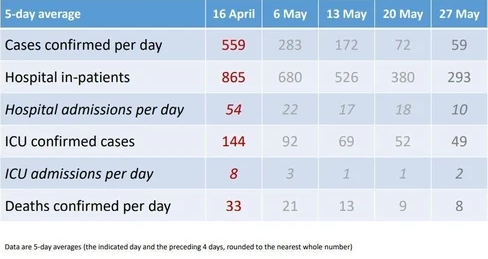 5-day average 16 April 6 May 13 May 20 May 27 May
Cases confirmed per day 559 283 172 72 59
Hospital in-patients 865 680 526 380 293
Hospital admissions per day 54 22 17 18 10
ICU confirmed cases 144 92 69 52 49
ICU admissions per day 8 3 1 1 2
Deaths confirmed per day 33 21 13 9 8
Data are 5-day averages (the indicated day and the preceding 4 days, rounded to the nearest whole number)